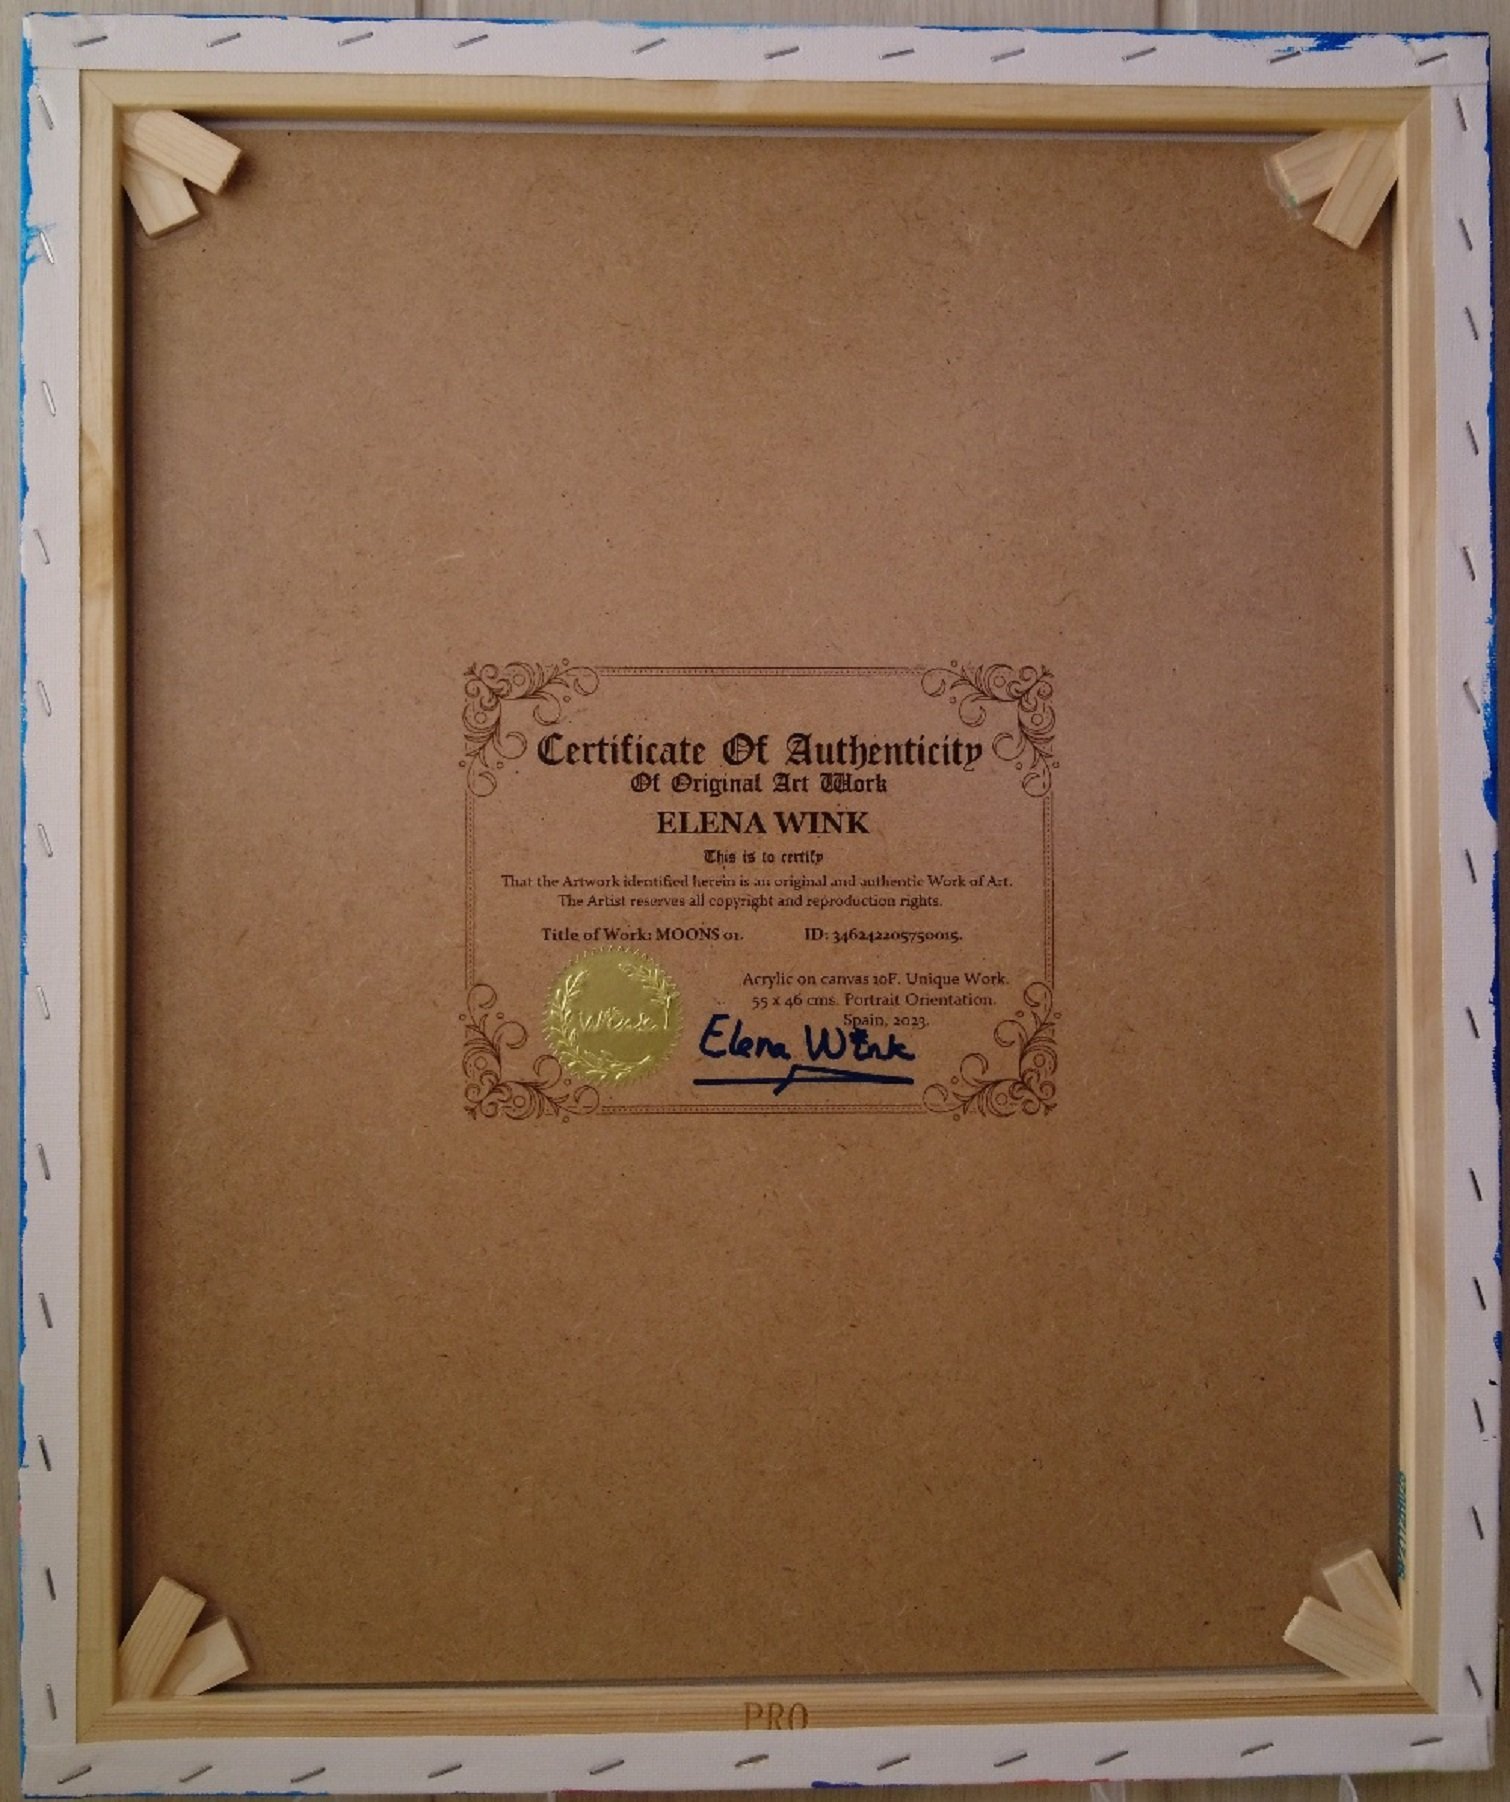 Certificate Of Authenticity
Of Original Art Work
ELENA WINK
This is to certify
That the Artwork identified herein is an original and authentic Work of Art.
The Artist reserves all copyright and reproduction rights.
Title of Work: MOONS 01. ID: 346242205750015.
Acrylic on canvas 10F. Unique Work.
55 x 46 cms. Portrait Orientation.
Spain, 2023.
Elena Wink
PRO